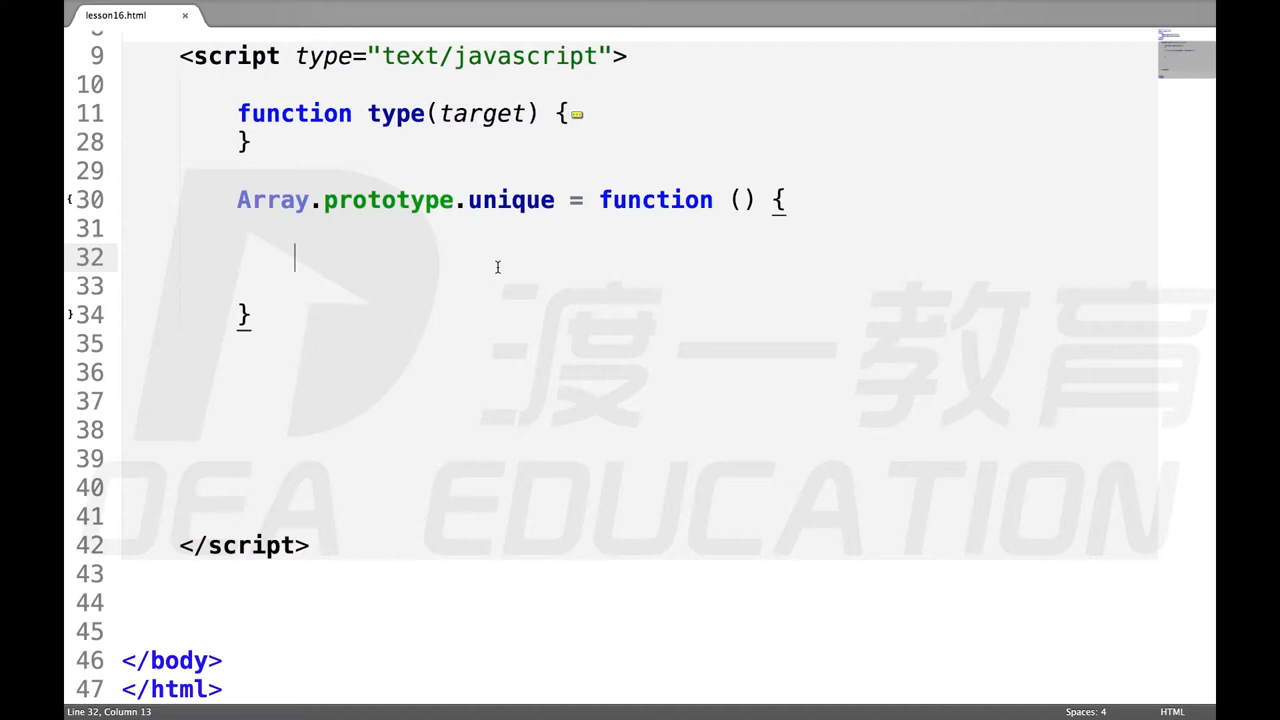 lesson16.html ×
8
9 <script type="text/javascript">
10
11 function type(target) {
28 }
29
30 Array.prototype.unique = function () {
31
32
33
34 }
35
36
37
38
39
40
41
42 </script>
43
44
45
46 </body>
47 </html>
渡一教育
DEA EDUCATION
Line 32, Column 13 Spaces: 4 HTML